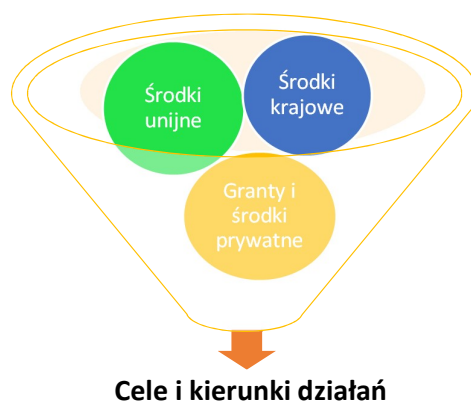 Środki
unijne
Środki
krajowe
Granty i
środki
prywatne
Cele i kierunki działań